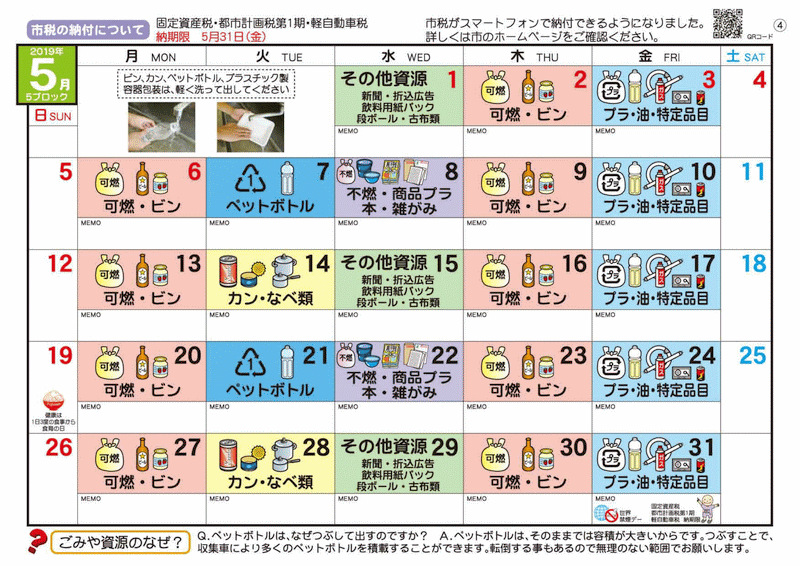 市税の納付について
固定資産税・都市計画税第1期・軽自動車税
納期限 5月31日(金)
市税がスマートフォンで納付できるようになりました。
詳しくは市のホームページをご確認ください。
QRコード
④
2019年
5月
5ブロック
月 MON
火 TUE
水 WED
木 THU
金 FRI
土 SAT
日 SUN
ビン、カン、ペットボトル、プラスチック製
容器包装は、軽く洗って出してください
その他資源 1
新聞・折込広告
飲料用紙パック
段ボール・古布類
MEMO
可燃 2
可燃・ビン
MEMO
プラ 3
プラ・油・特定品目
MEMO
4
5
可燃 6
可燃・ビン
MEMO
1 7
ペットボトル
MEMO
不燃 8
不燃・商品プラ
本・雑がみ
MEMO
可燃 9
可燃・ビン
MEMO
プラ 10
プラ・油・特定品目
MEMO
11
12
可燃 13
可燃・ビン
MEMO
14
カン・なべ類
MEMO
その他資源 15
新聞・折込広告
飲料用紙パック
段ボール・古布類
MEMO
可燃 16
可燃・ビン
MEMO
プラ 17
プラ・油・特定品目
MEMO
18
19
健康は
1日3度の食事から
食育の日
可燃 20
可燃・ビン
MEMO
1 21
ペットボトル
MEMO
不燃 22
不燃・商品プラ
本・雑がみ
MEMO
可燃 23
可燃・ビン
MEMO
プラ 24
プラ・油・特定品目
MEMO
25
26
可燃 27
可燃・ビン
MEMO
28
カン・なべ類
MEMO
その他資源 29
新聞・折込広告
飲料用紙パック
段ボール・古布類
MEMO
可燃 30
可燃・ビン
MEMO
プラ 31
プラ・油・特定品目
MEMO
世界
禁煙デー
固定資産税
都市計画税第1期
軽自動車税 納期限
ごみや資源のなぜ?
Q.ペットボトルは、なぜつぶして出すのですか? A.ペットボトルは、そのままでは容積が大きいからです。つぶすことで、
収集車により多くのペットボトルを積載することができます。転倒する事もあるので無理のない範囲でお願いします。